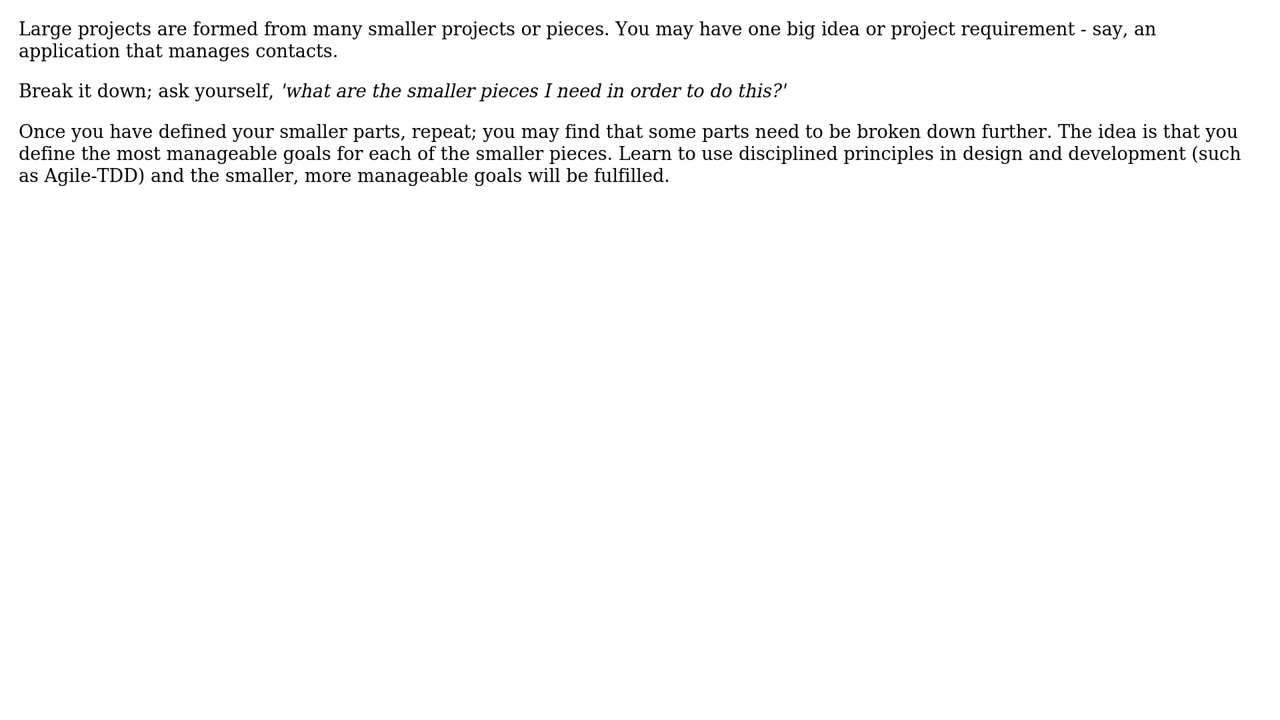 Large projects are formed from many smaller projects or pieces. You may have one big idea or project requirement - say, an
application that manages contacts.
Break it down; ask yourself, 'what are the smaller pieces I need in order to do this?'
Once you have defined your smaller parts, repeat; you may find that some parts need to be broken down further. The idea is that you
define the most manageable goals for each of the smaller pieces. Learn to use disciplined principles in design and development (such
as Agile-TDD) and the smaller, more manageable goals will be fulfilled.